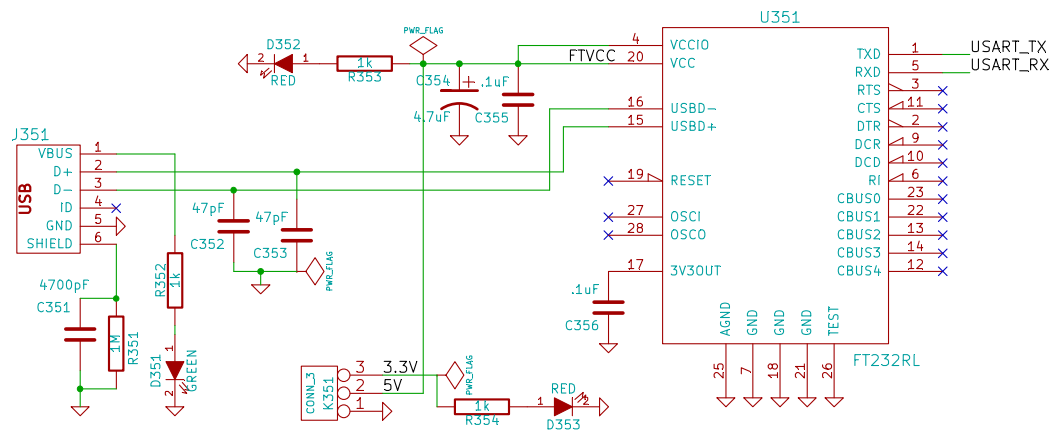 U351
PWR_FLAG
D352
2
1
RED
1k
R353
C354
4.7uF
.1uF
C355
FTVCC
4
VCCIO
20
VCC
16
USBD-
15
USBD+
19
RESET
27
OSCI
28
OSCO
17
3V3OUT
TXD
1
USART_TX
RXD
5
USART_RX
RTS
3
CTS
11
DTR
2
DCR
9
DCD
10
RI
6
CBUS0
23
CBUS1
22
CBUS2
13
CBUS3
14
CBUS4
12
AGND
GND
GND
GND
TEST
25
7
18
21
26
FT232RL
J351
USB
VBUS
1
D+
2
D-
3
ID
4
GND
5
SHIELD
6
47pF
C352
47pF
C353
PWR_FLAG
4700pF
C351
1M
R351
R352
1k
D351
1
2
GREEN
.1uF
C356
CONN_3
K351
3
3.3V
2
5V
1
PWR_FLAG
1k
R354
RED
1
2
D353